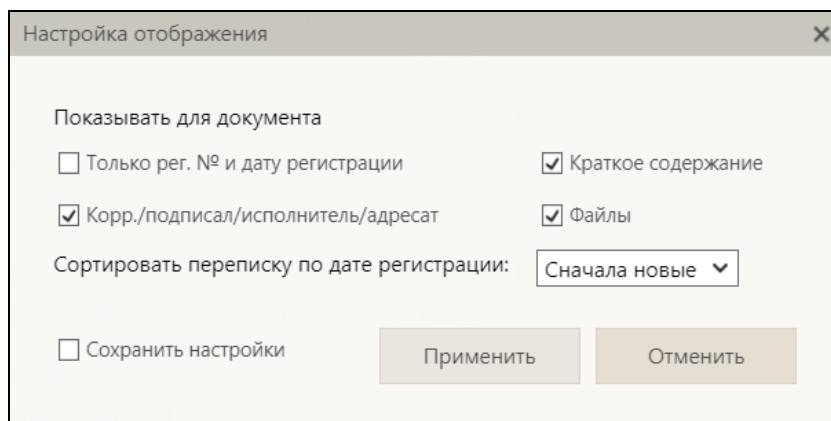 Настройка отображения
Показывать для документа
Только рег. № и дату регистрации
Краткое содержание
Корр./подписал/исполнитель/адресат
Файлы
Сортировать переписку по дате регистрации:
Сначала новые
Сохранить настройки
Применить
Отменить